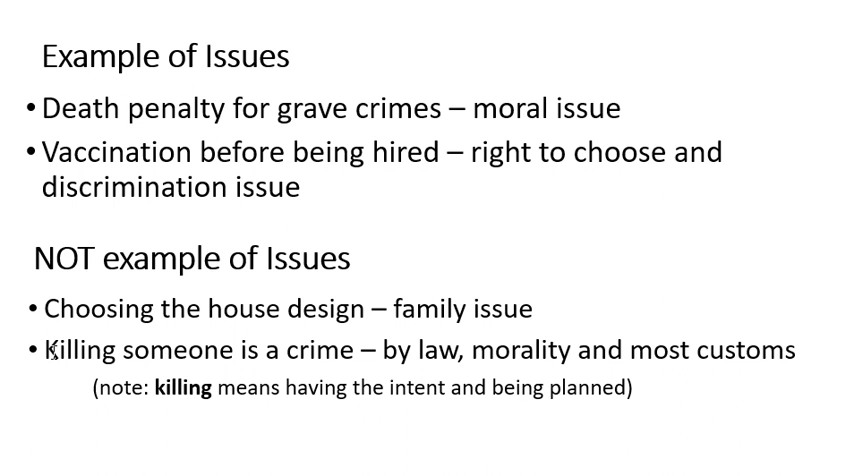 Example of Issues
• Death penalty for grave crimes – moral issue
• Vaccination before being hired – right to choose and
discrimination issue
NOT example of Issues
• Choosing the house design – family issue
• Killing someone is a crime – by law, morality and most customs
(note: killing means having the intent and being planned)